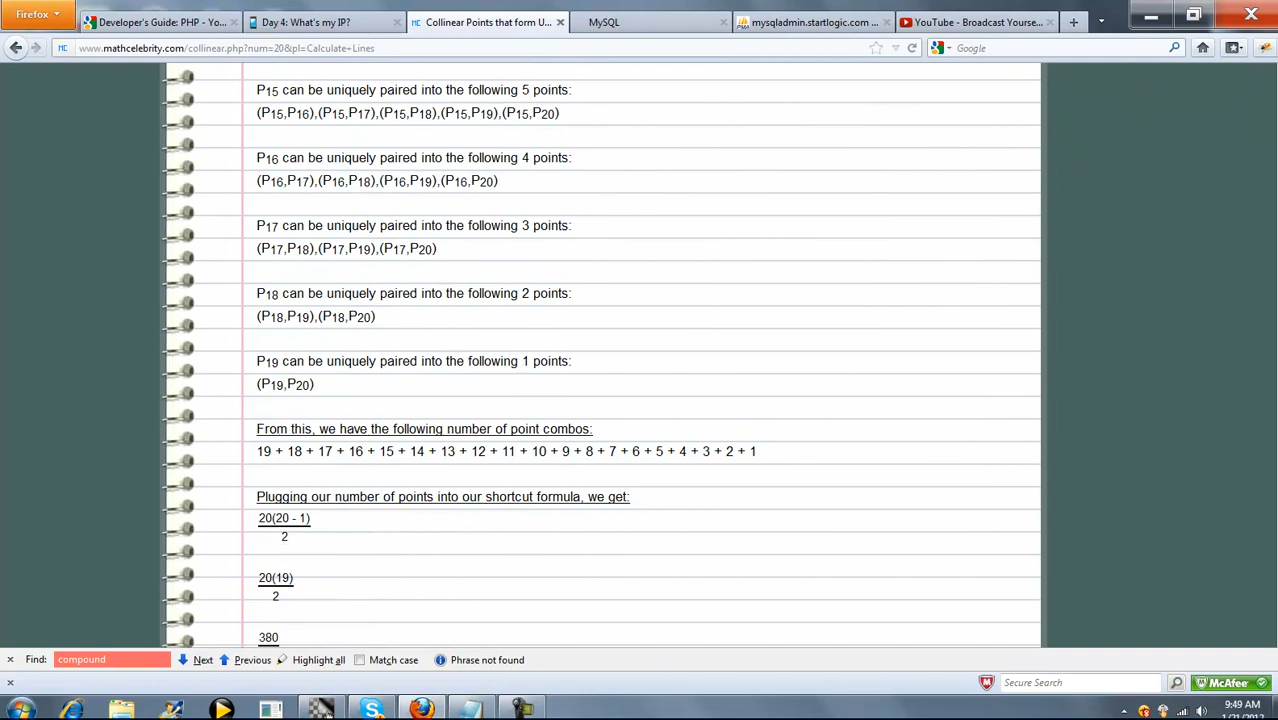 Firefox
Developer's Guide: PHP - Yo...
Day 4: What's my IP?
Collinear Points that form U...
MySQL
mysqladmin.startlogic.com ...
YouTube - Broadcast Yourse...
www.mathcelebrity.com/collinear.php?num=20&pl=Calculate+Lines
Google
P15 can be uniquely paired into the following 5 points:
(P15,P16),(P15,P17),(P15,P18),(P15,P19),(P15,P20)
P16 can be uniquely paired into the following 4 points:
(P16,P17),(P16,P18),(P16,P19),(P16,P20)
P17 can be uniquely paired into the following 3 points:
(P17,P18),(P17,P19),(P17,P20)
P18 can be uniquely paired into the following 2 points:
(P18,P19),(P18,P20)
P19 can be uniquely paired into the following 1 points:
(P19,P20)
From this, we have the following number of point combos:
19 + 18 + 17 + 16 + 15 + 14 + 13 + 12 + 11 + 10 + 9 + 8 + 7 + 6 + 5 + 4 + 3 + 2 + 1
Plugging our number of points into our shortcut formula, we get:
20(20 - 1)
2
20(19)
2
380
Find: compound Next Previous Highlight all Match case Phrase not found
Secure Search McAfee
9:49 AM